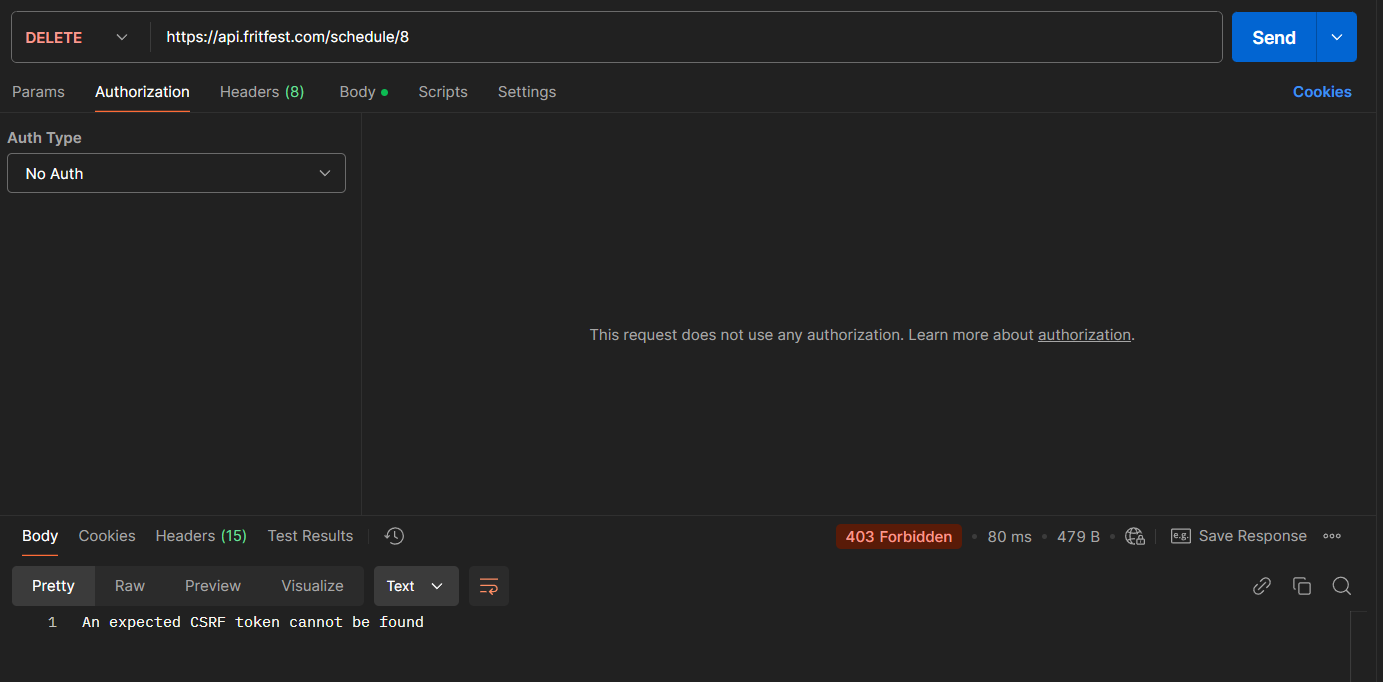 DELETE https://api.fritfest.com/schedule/8 Send
Params Authorization Headers (8) Body Scripts Settings Cookies
Auth Type
No Auth
This request does not use any authorization. Learn more about authorization.
Body Cookies Headers (15) Test Results 403 Forbidden 80 ms 479 B e.g. Save Response
Pretty Raw Preview Visualize Text
1 An expected CSRF token cannot be found